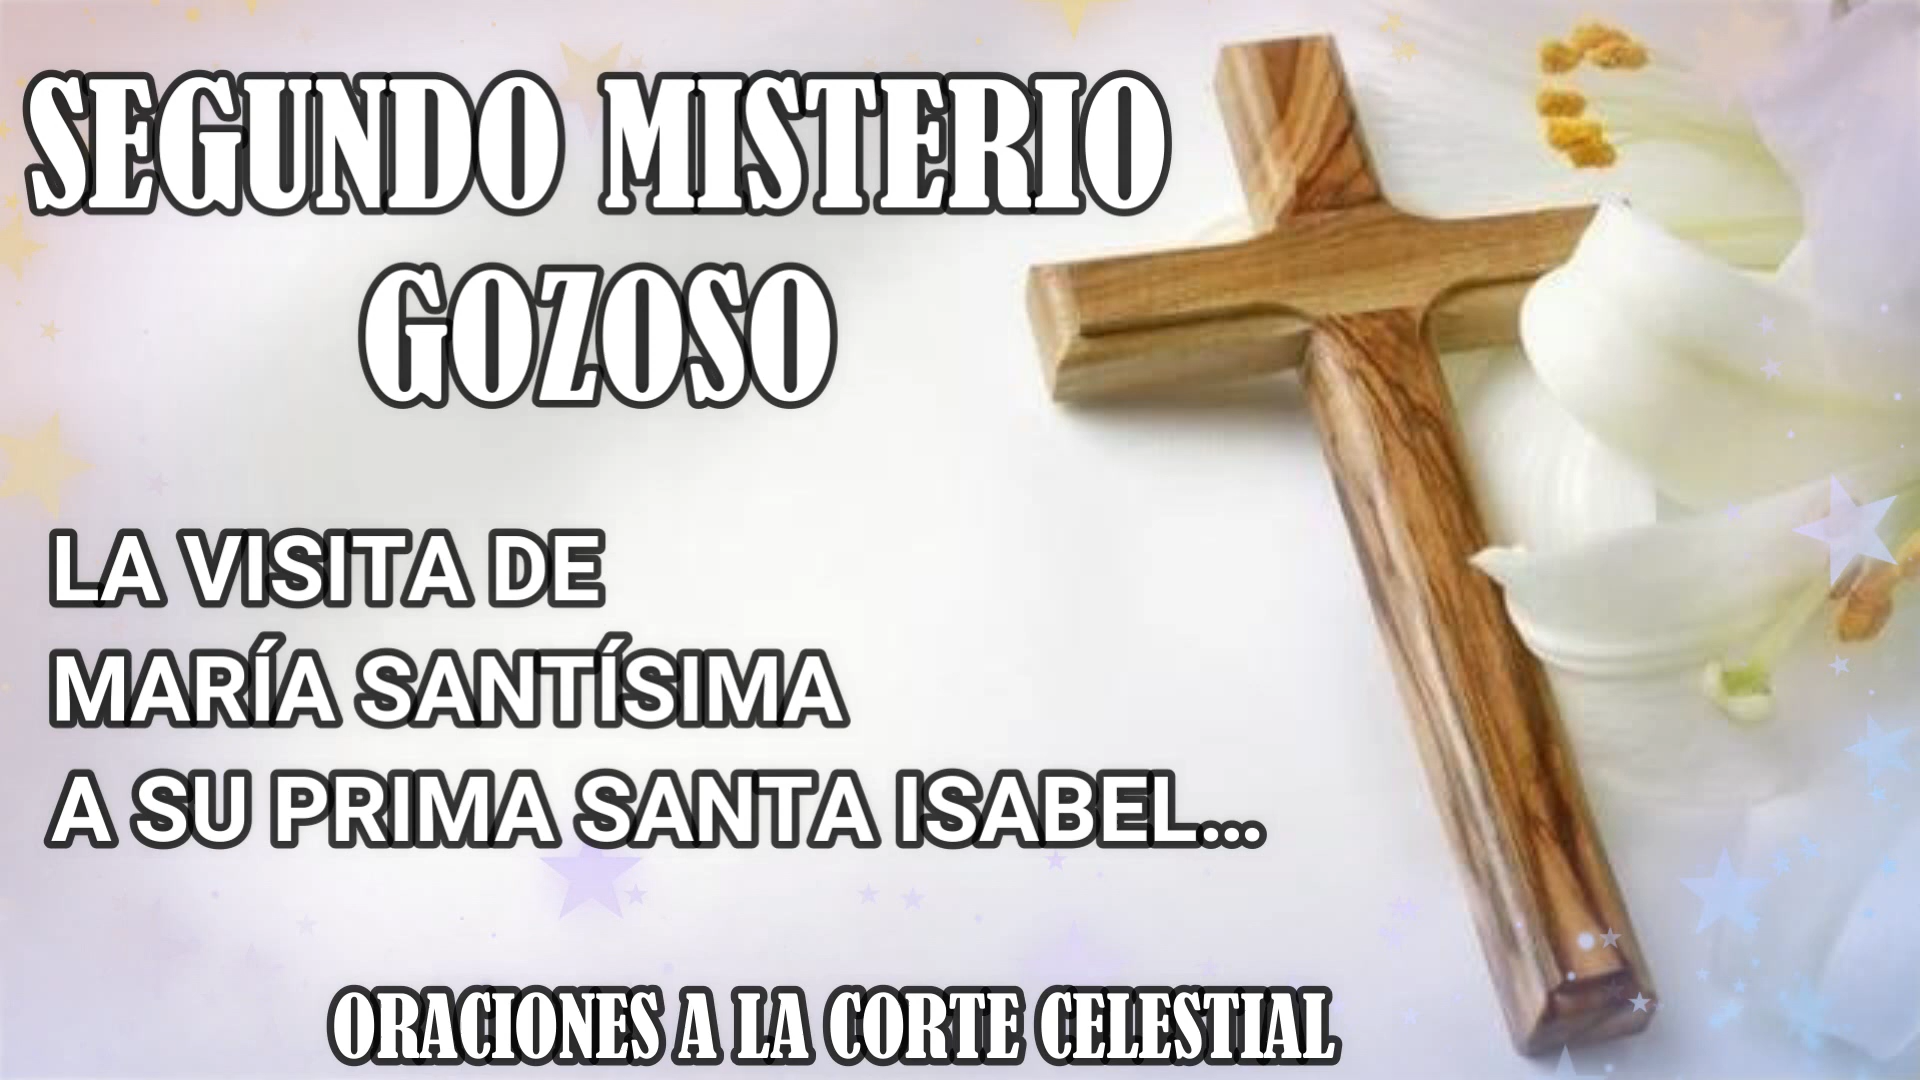 SEGUNDO MISTERIO
GOZOSO
LA VISITA DE
MARÍA SANTÍSIMA
A SU PRIMA SANTA ISABEL...
ORACIONES A LA CORTE CELESTIAL